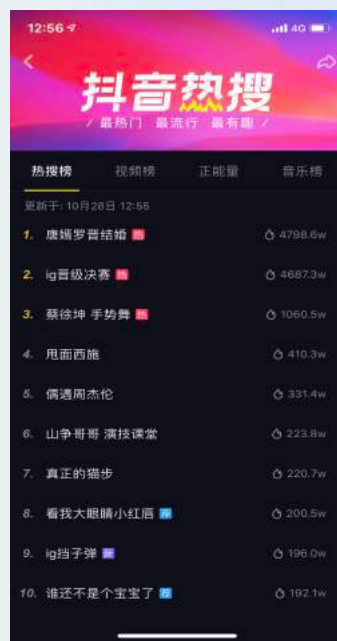 12:56
4G
抖音热搜
最热门 最流行 最有趣
热搜榜 视频榜 正能量 音乐榜
更新于:10月28日 12:55
1. 唐嫣罗晋结婚 热 4798.6w
2. ig晋级决赛 热 4687.3w
3. 蔡徐坤 手势舞 热 1060.5w
4. 甩面西施 410.3w
5. 偶遇周杰伦 331.4w
6. 山争哥哥 演技课堂 223.8w
7. 真正的猫步 220.7w
8. 看我大眼睛小红唇 荐 200.5w
9. ig挡子弹 新 196.0w
10. 谁还不是个宝宝了 荐 192.1w